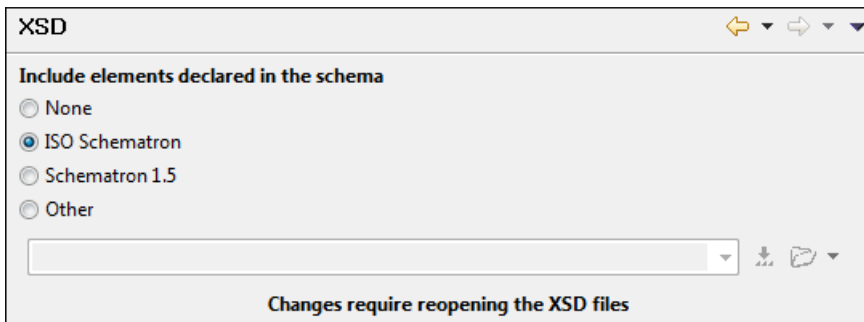 XSD
Include elements declared in the schema
None
ISO Schematron
Schematron 1.5
Other
Changes require reopening the XSD files